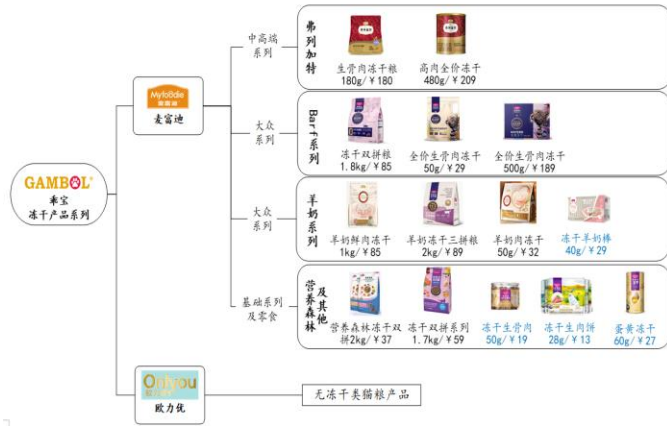 GAMBOL
乖宝
冻干产品系列
Myfoodie
麦富迪
麦富迪
中高端
系列
弗列加特
生骨肉冻干粮
180g/￥180
高肉全价冻干
480g/￥209
大众
系列
Barf系列
冻干双拼粮
1.8kg/￥85
全价生骨肉冻干
50g/￥29
全价生骨肉冻干
500g/￥189
大众
系列
羊奶系列
羊奶鲜肉冻干
1kg/￥85
羊奶冻干三拼粮
2kg/￥89
羊奶肉冻干
50g/￥32
冻干羊奶棒
40g/￥29
基础系列
及零食
营养森林
及其他
营养森林冻干双
拼2kg/￥37
冻干双拼系列
1.7kg/￥59
冻干生骨肉
50g/￥19
冻干生肉饼
28g/￥13
蛋黄冻干
60g/￥27
Onlyou
欧力优
无冻干类猫粮产品